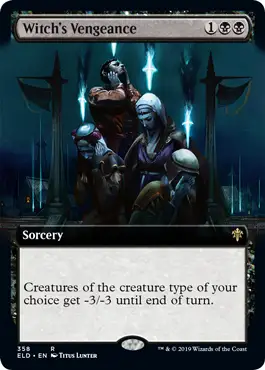 Witch's Vengeance 1
Sorcery
Creatures of the creature type of your
choice get -3/-3 until end of turn.
358 R
ELD • EN Titus Lunter
™ & © 2019 Wizards of the Coast